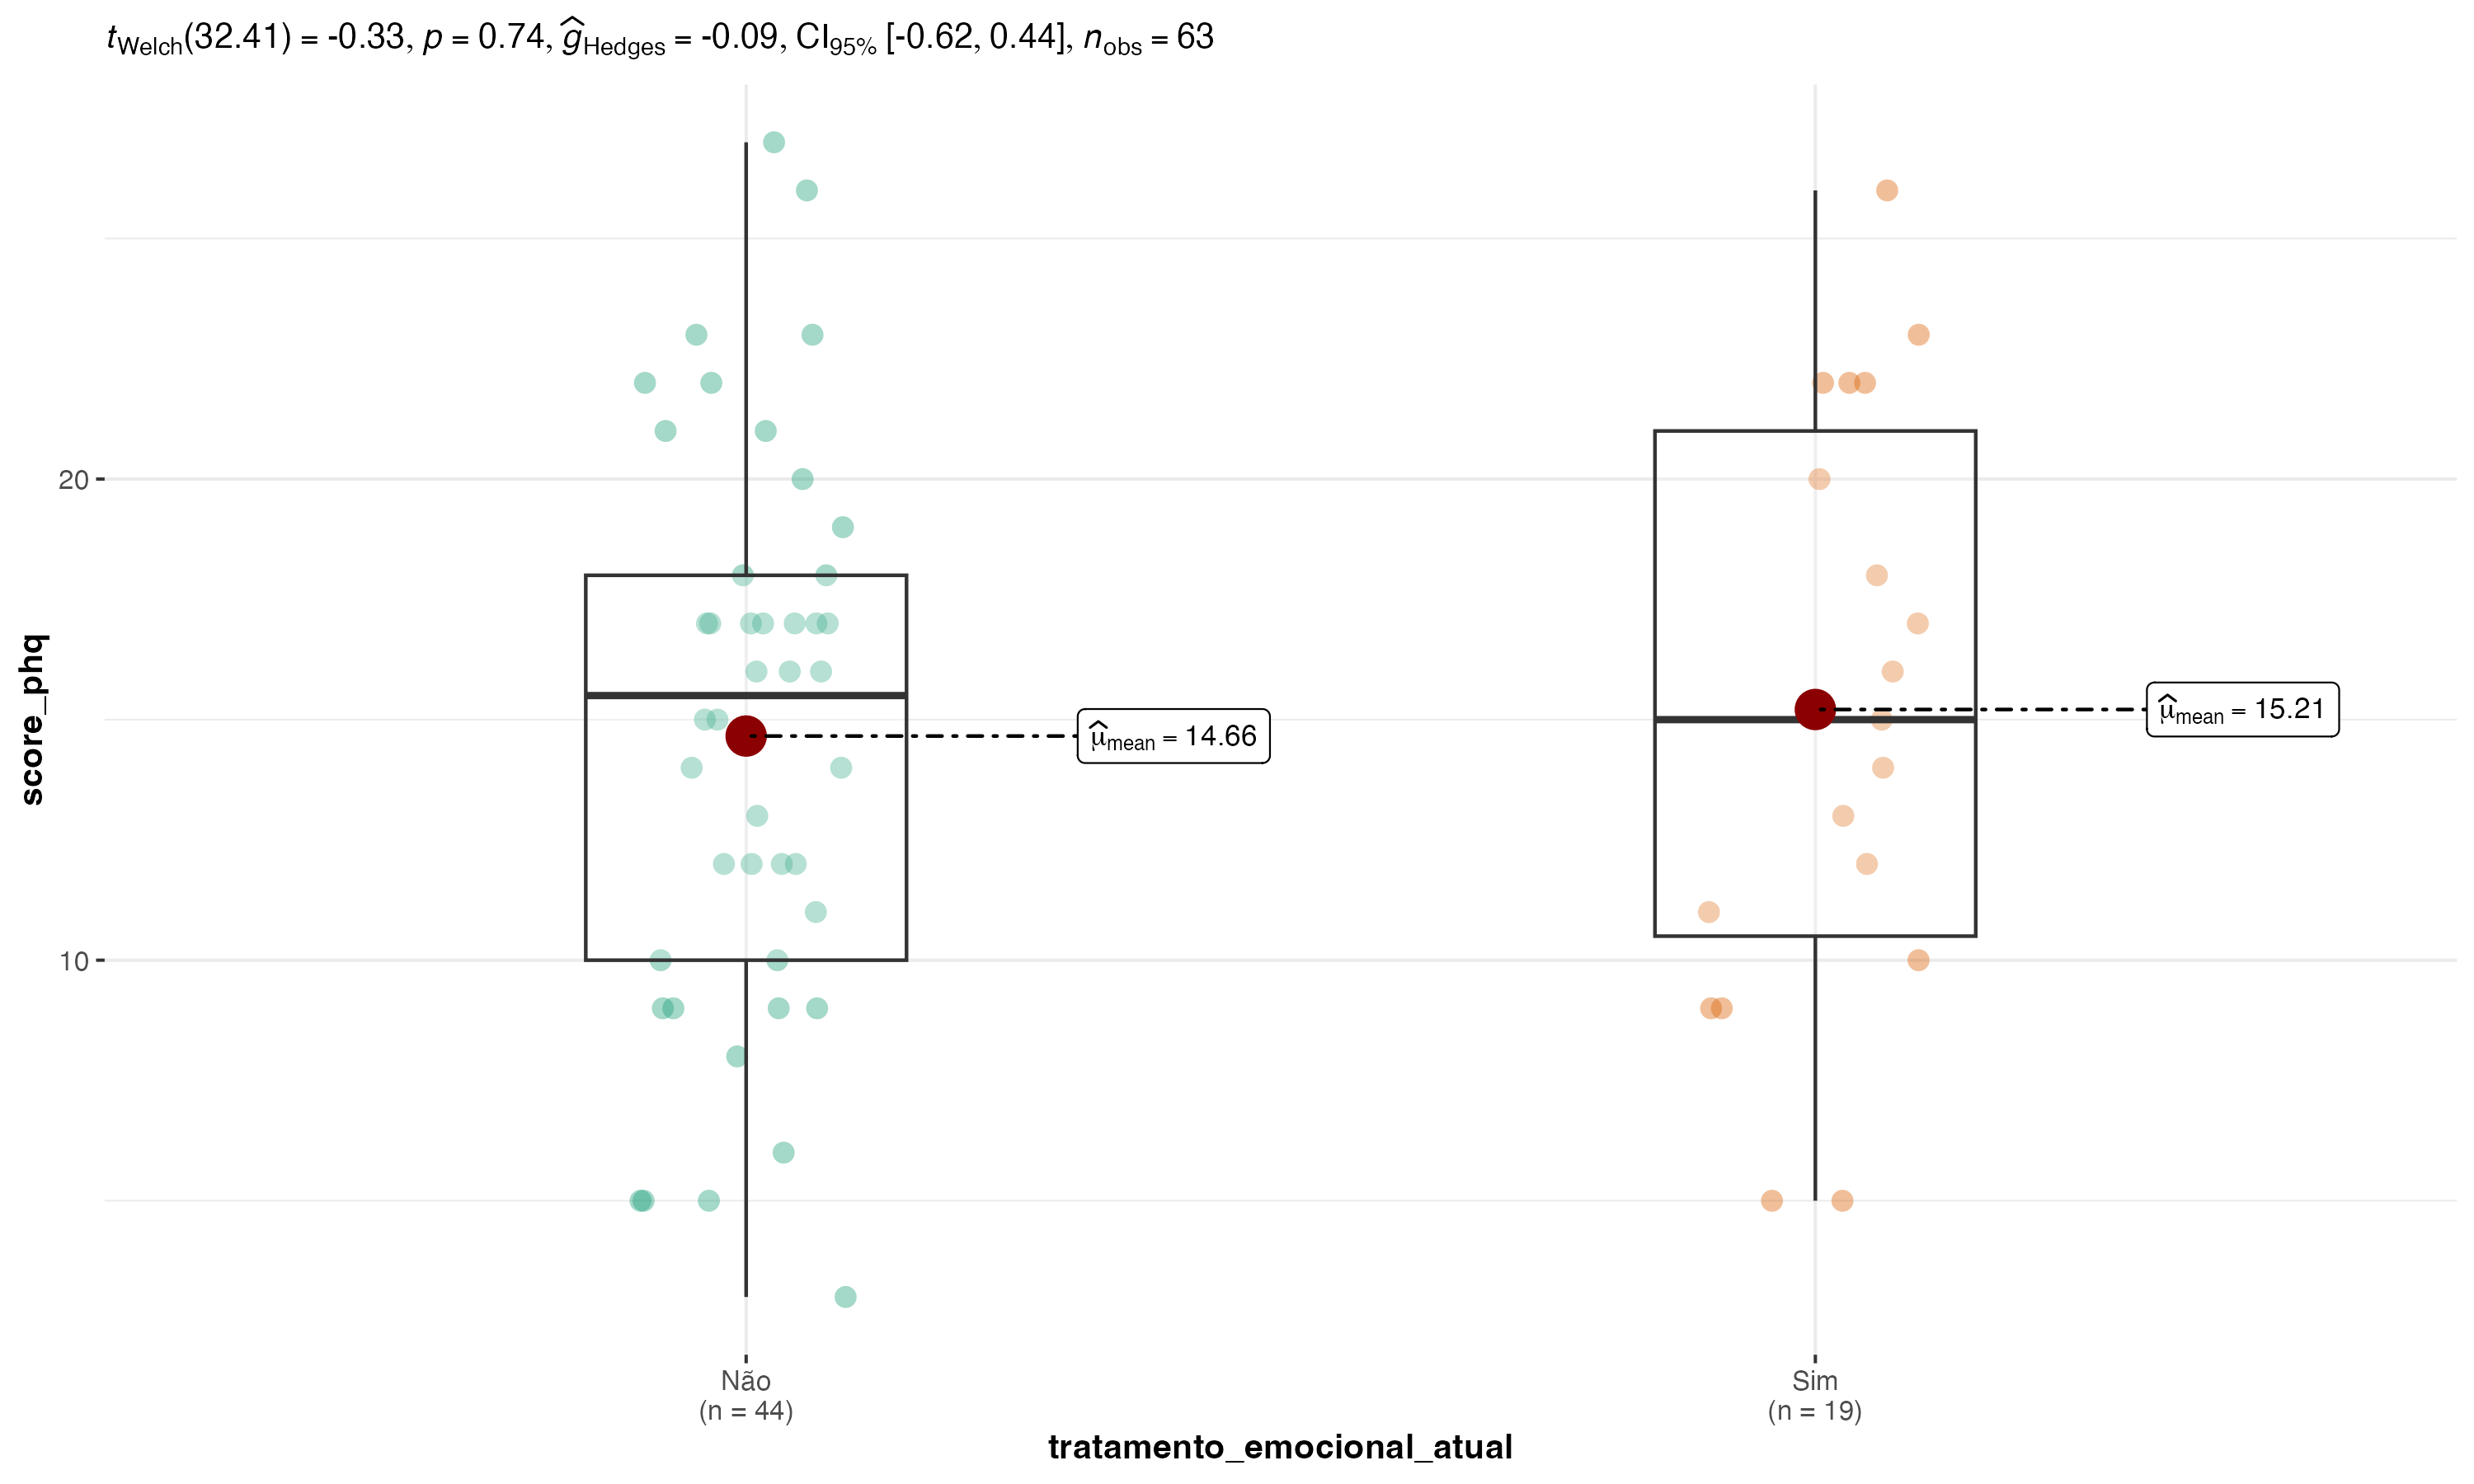 tWelch(32.41) = -0.33, p = 0.74, ĝHedges = -0.09, CI95% [-0.62, 0.44], nobs = 63
score_phq
20
10
μ̂mean = 14.66
μ̂mean = 15.21
Não
(n = 44)
Sim
(n = 19)
tratamento_emocional_atual